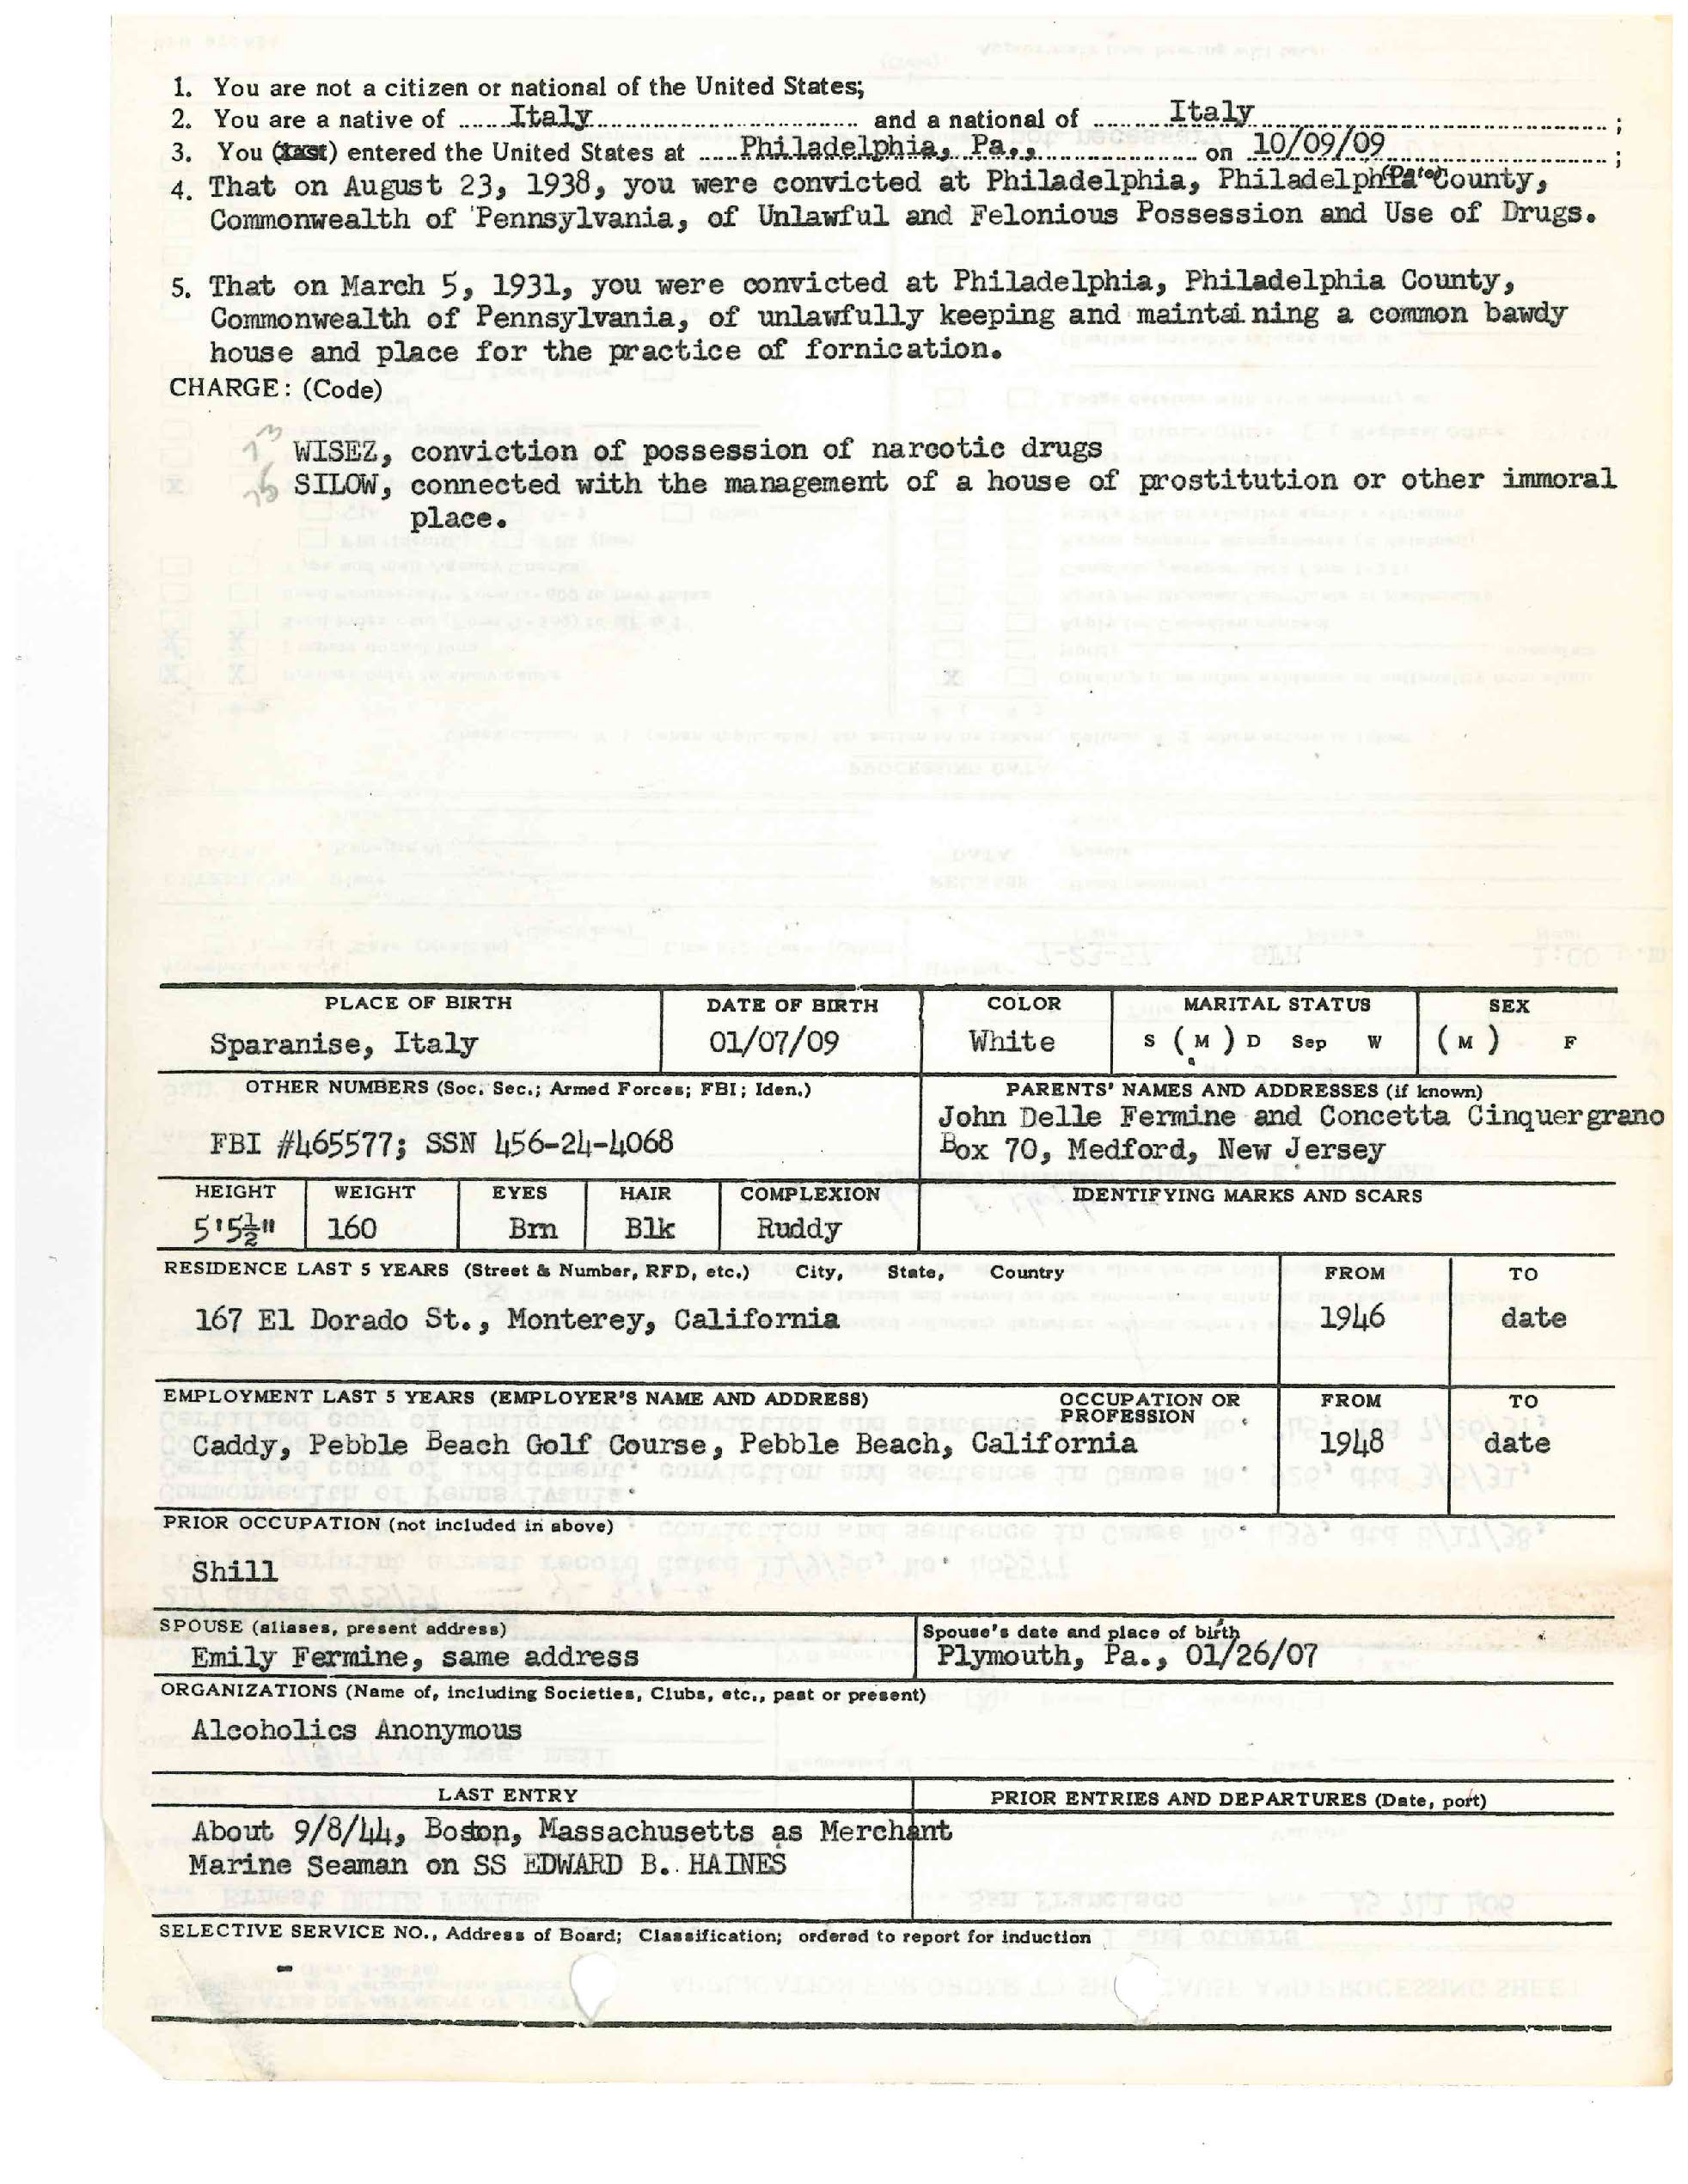 1. You are not a citizen or national of the United States;
2. You are a native of Italy and a national of Italy ;
3. You (last) entered the United States at Philadelphia, Pa., on 10/09/09 ;
(Date)
4. That on August 23, 1938, you were convicted at Philadelphia, Philadelphia County,
Commonwealth of Pennsylvania, of Unlawful and Felonious Possession and Use of Drugs.
5. That on March 5, 1931, you were convicted at Philadelphia, Philadelphia County,
Commonwealth of Pennsylvania, of unlawfully keeping and maintaining a common bawdy
house and place for the practice of fornication.
CHARGE: (Code)
WISEZ, conviction of possession of narcotic drugs
SILOW, connected with the management of a house of prostitution or other immoral
place.
PLACE OF BIRTH DATE OF BIRTH COLOR MARITAL STATUS SEX
Sparanise, Italy 01/07/09 White S (M) D Sep W (M) F
OTHER NUMBERS (Soc. Sec.; Armed Forces; FBI; Iden.) PARENTS' NAMES AND ADDRESSES (if known)
John Delle Fermine and Concetta Cinquergrano
FBI #465577; SSN 456-24-4068 Box 70, Medford, New Jersey
HEIGHT WEIGHT EYES HAIR COMPLEXION IDENTIFYING MARKS AND SCARS
5'5½" 160 Brn Blk Ruddy
RESIDENCE LAST 5 YEARS (Street & Number, RFD, etc.) City, State, Country FROM TO
167 El Dorado St., Monterey, California 1946 date
EMPLOYMENT LAST 5 YEARS (EMPLOYER'S NAME AND ADDRESS) OCCUPATION OR PROFESSION FROM TO
Caddy, Pebble Beach Golf Course, Pebble Beach, California 1948 date
PRIOR OCCUPATION (not included in above)
Shill
SPOUSE (aliases, present address) Spouse's date and place of birth
Emily Fermine, same address Plymouth, Pa., 01/26/07
ORGANIZATIONS (Name of, including Societies, Clubs, etc., past or present)
Alcoholics Anonymous
LAST ENTRY PRIOR ENTRIES AND DEPARTURES (Date, port)
About 9/8/44, Boston, Massachusetts as Merchant
Marine Seaman on SS EDWARD B. HAINES
SELECTIVE SERVICE NO., Address of Board; Classification; ordered to report for induction
-